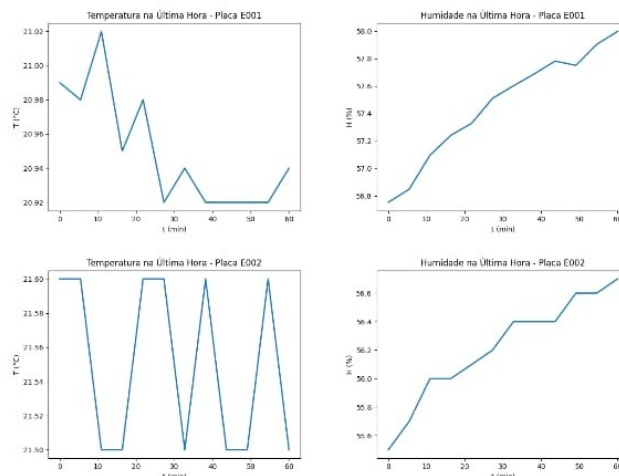 Temperatura na Última Hora - Placa E001
21.02
21.00
20.98
20.96
20.94
20.92
T (°C)
0 10 20 30 40 50 60
t (min)
Humidade na Última Hora - Placa E001
58.0
57.8
57.6
57.4
57.2
57.0
56.8
H (%)
0 10 20 30 40 50 60
t (min)
Temperatura na Última Hora - Placa E002
21.60
21.58
21.56
21.54
21.52
21.50
T (°C)
0 10 20 30 40 50 60
Humidade na Última Hora - Placa E002
56.6
56.4
56.2
56.0
55.8
55.6
H (%)
0 10 20 30 40 50 60